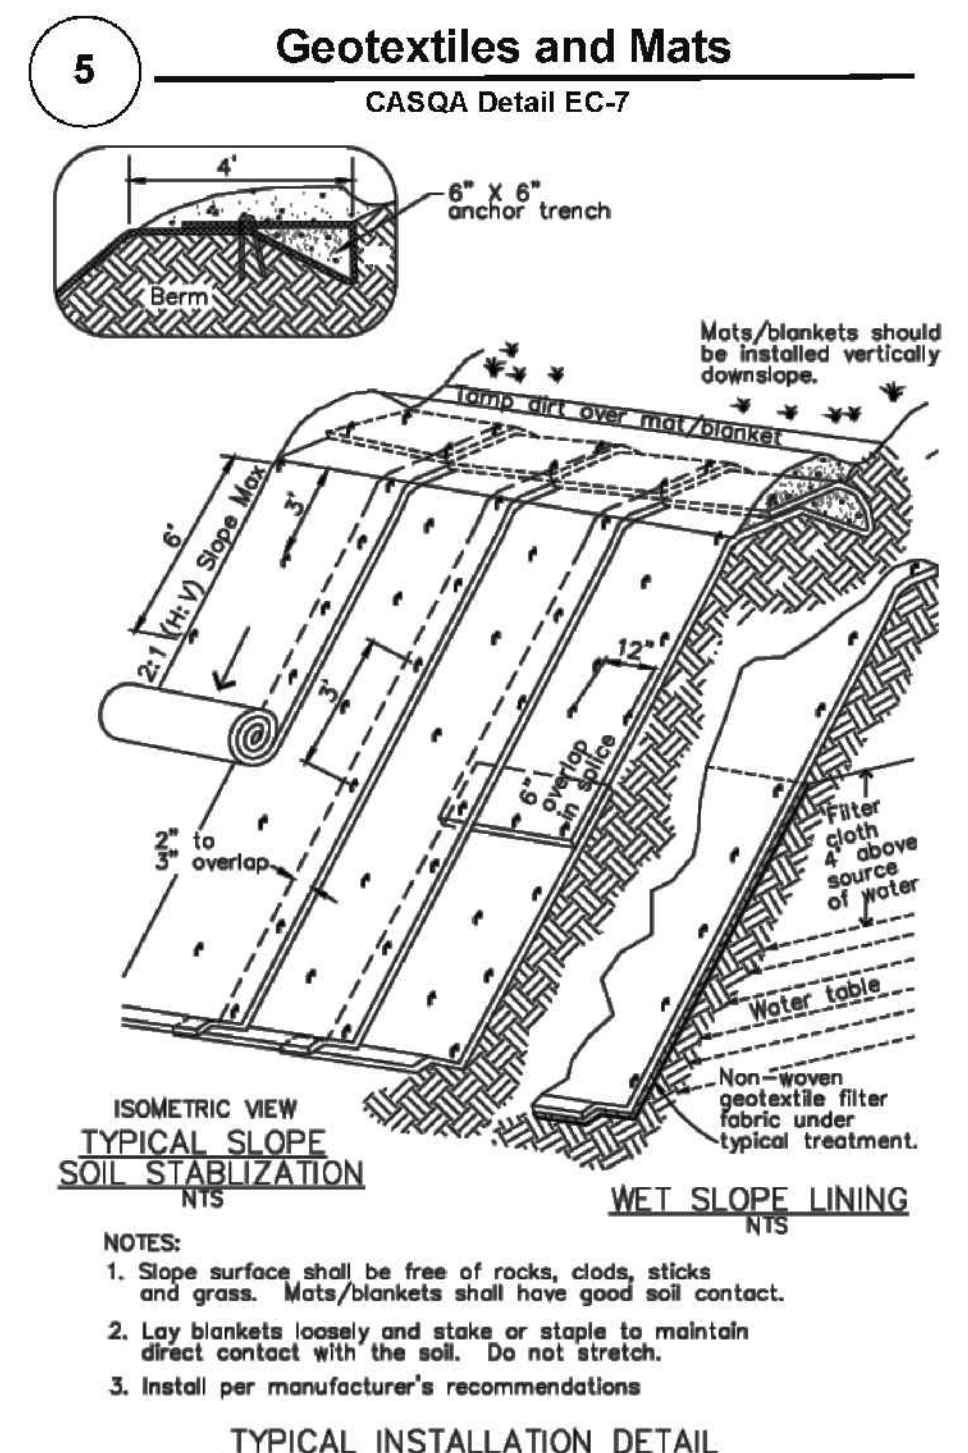 5
Geotextiles and Mats
CASQA Detail EC-7
4'
6" X 6"
anchor trench
Berm
Mats/blankets should
be installed vertically
downslope.
Tamp dirt over mat/blanket
6'
2:1 (H:V) Slope Max
3'
3'
12"
6"
overlap
in splice
2" to
3" overlap
Filter
cloth
4' above
source
of water
Water table
Non-woven
geotextile filter
fabric under
typical treatment.
ISOMETRIC VIEW
TYPICAL SLOPE
SOIL STABLIZATION
NTS
WET SLOPE LINING
NTS
NOTES:
1. Slope surface shall be free of rocks, clods, sticks
and grass. Mats/blankets shall have good soil contact.
2. Lay blankets loosely and stake or staple to maintain
direct contact with the soil. Do not stretch.
3. Install per manufacturer's recommendations
TYPICAL INSTALLATION DETAIL